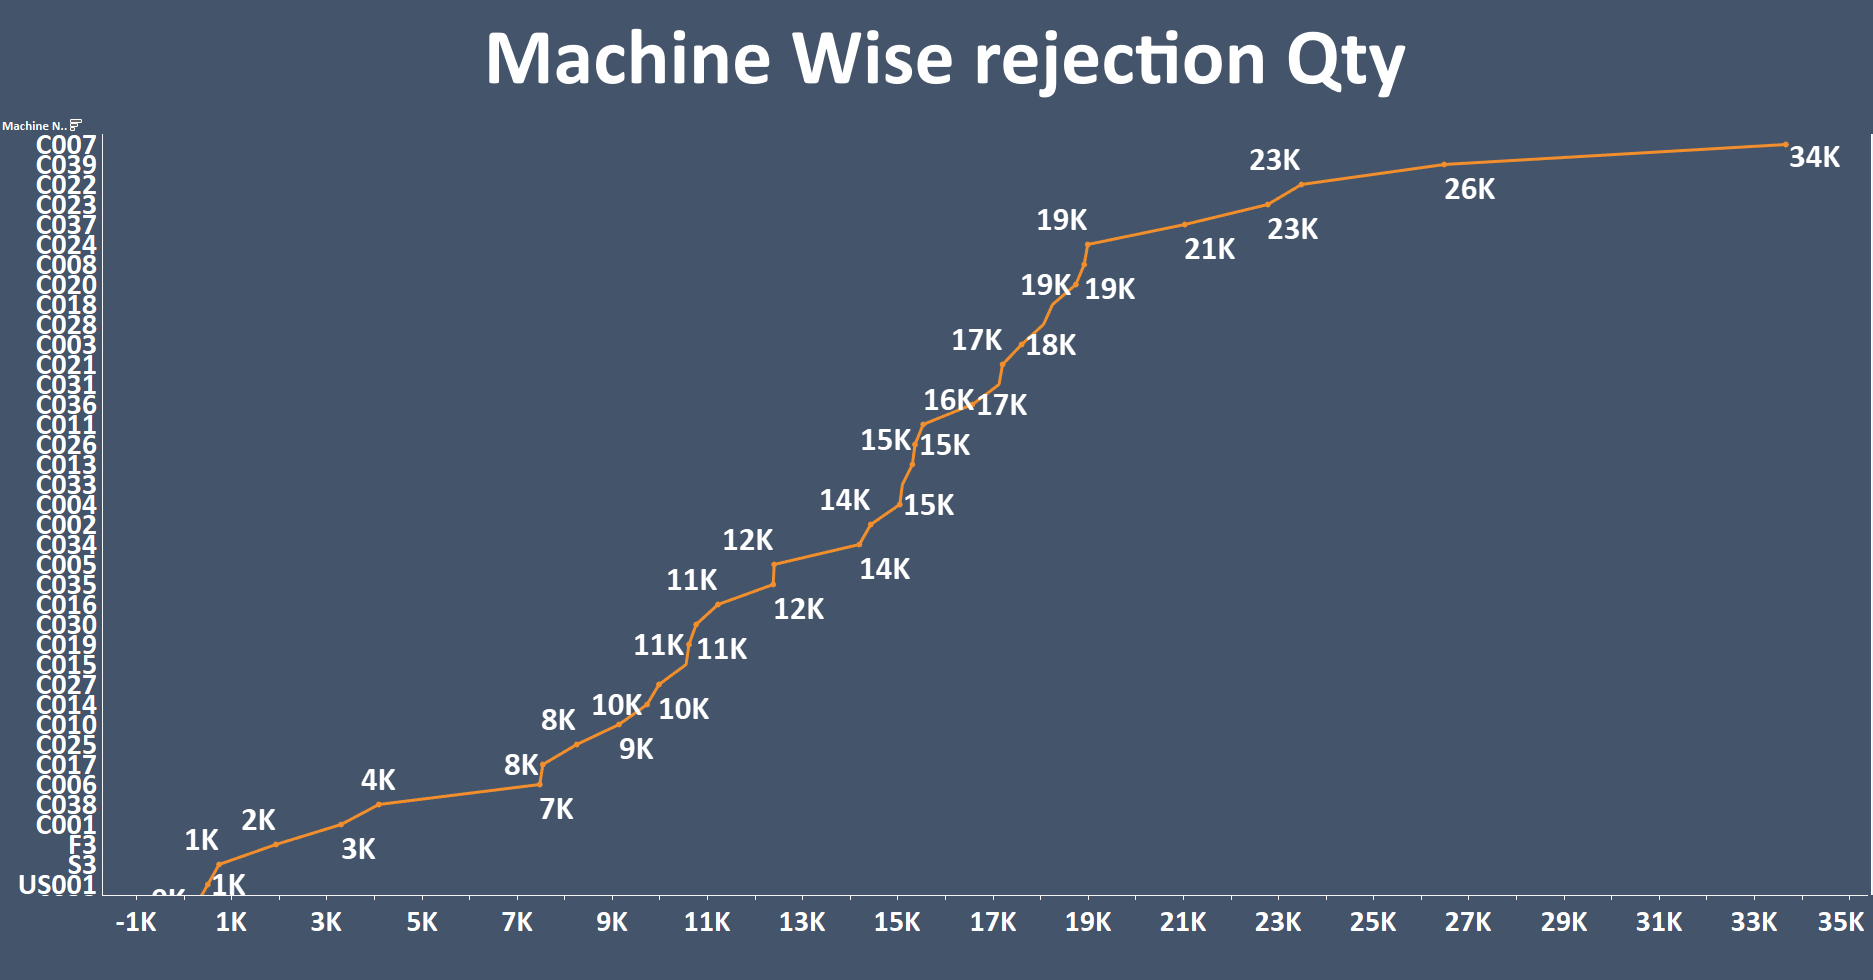 Machine Wise rejection Qty
Machine N..
C007
C039
C022
C023
C037
C024
C008
C020
C018
C028
C003
C021
C031
C036
C011
C026
C013
C033
C004
C002
C034
C005
C035
C016
C030
C019
C015
C027
C014
C010
C025
C017
C006
C038
C001
F3
S3
US001
34K
23K
26K
23K
19K
21K
19K
19K
17K
18K
16K
17K
15K
15K
14K
15K
12K
14K
11K
12K
11K
11K
10K
10K
8K
9K
8K
4K
7K
2K
1K
3K
1K
-1K 1K 3K 5K 7K 9K 11K 13K 15K 17K 19K 21K 23K 25K 27K 29K 31K 33K 35K